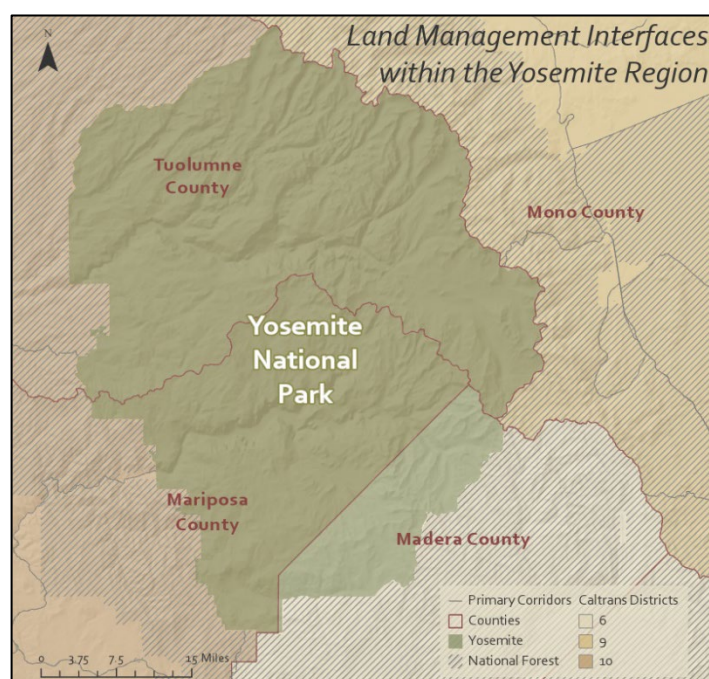 Land Management Interfaces
within the Yosemite Region
N
Tuolumne
County
Mono County
Yosemite
National
Park
Mariposa
County
Madera County
Primary Corridors
Counties
Yosemite
National Forest
Caltrans Districts
6
9
10
0 3.75 7.5 15 Miles